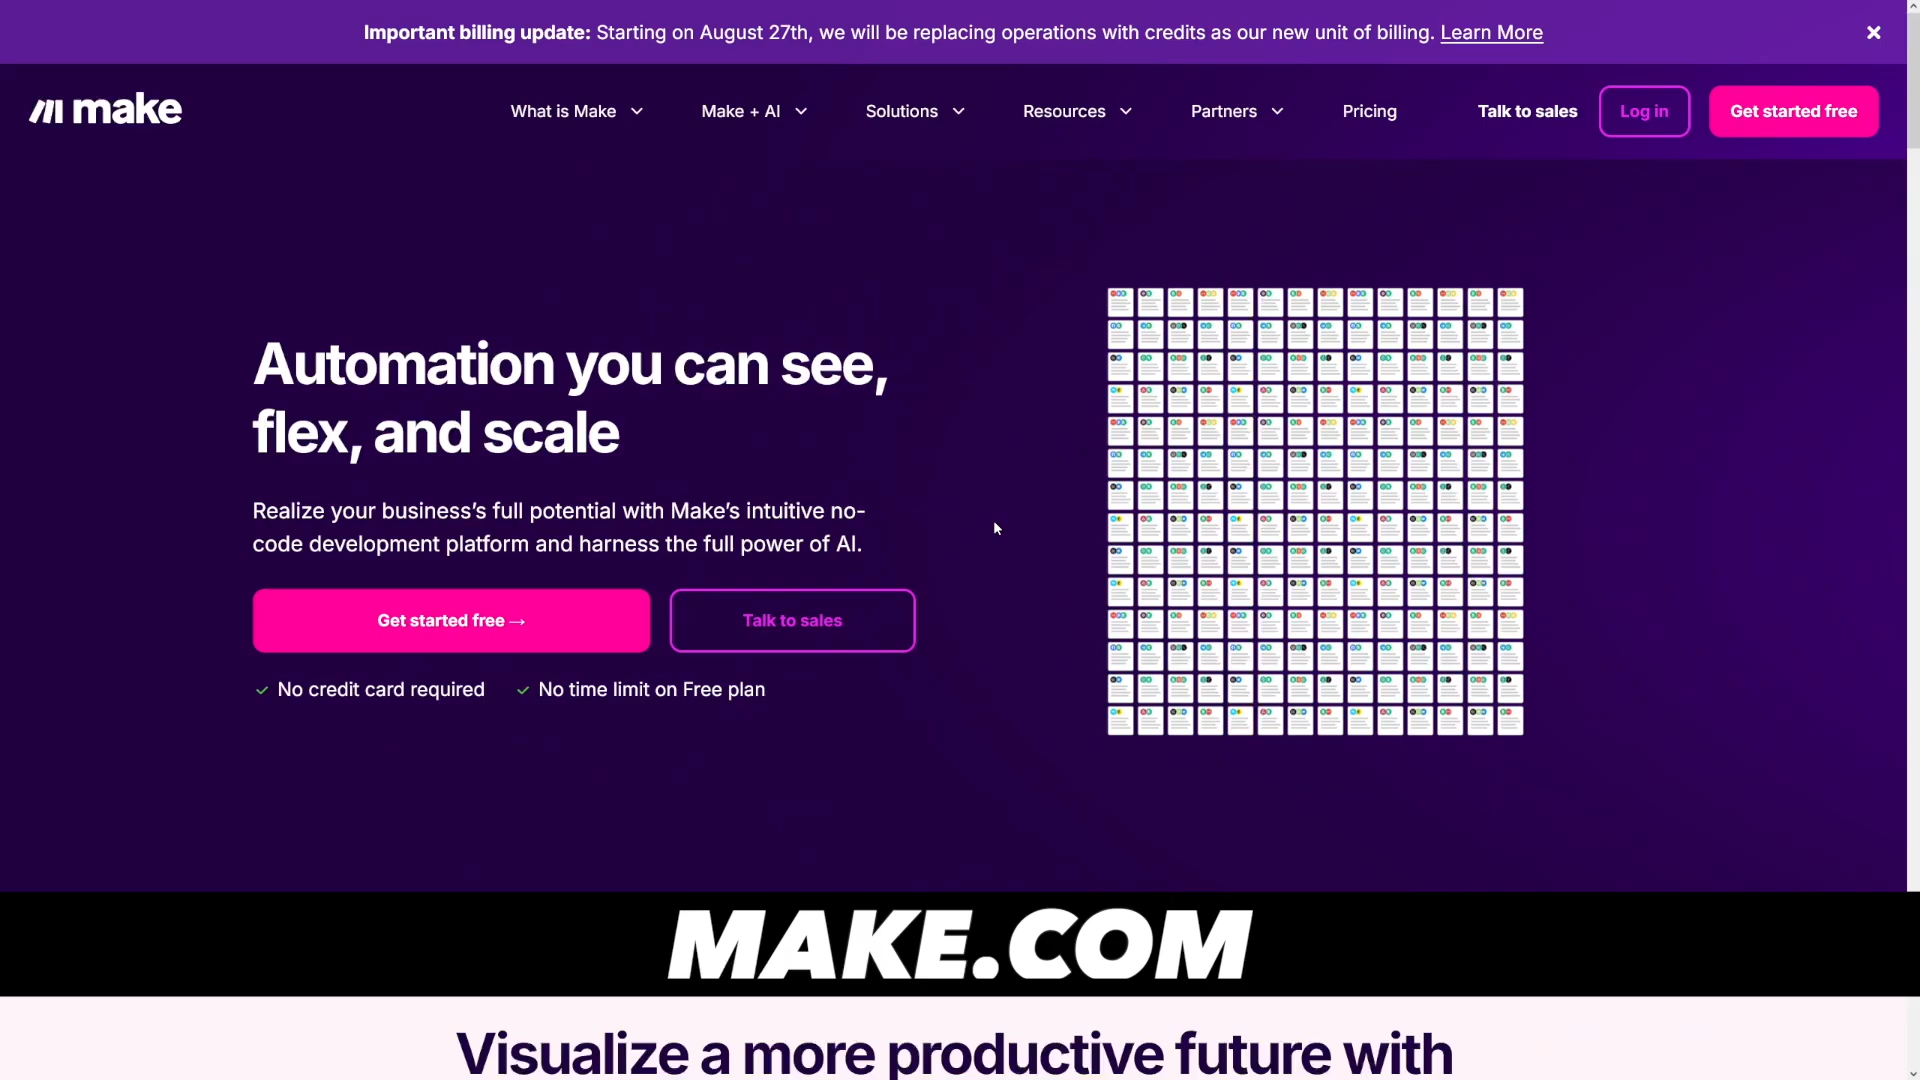 Important billing update: Starting on August 27th, we will be replacing operations with credits as our new unit of billing. Learn More
make
What is Make
Make + AI
Solutions
Resources
Partners
Pricing
Talk to sales
Log in
Get started free
Automation you can see,
flex, and scale
Realize your business’s full potential with Make’s intuitive no-
code development platform and harness the full power of AI.
Get started free →
Talk to sales
No credit card required
No time limit on Free plan
MAKE.COM
Visualize a more productive future with